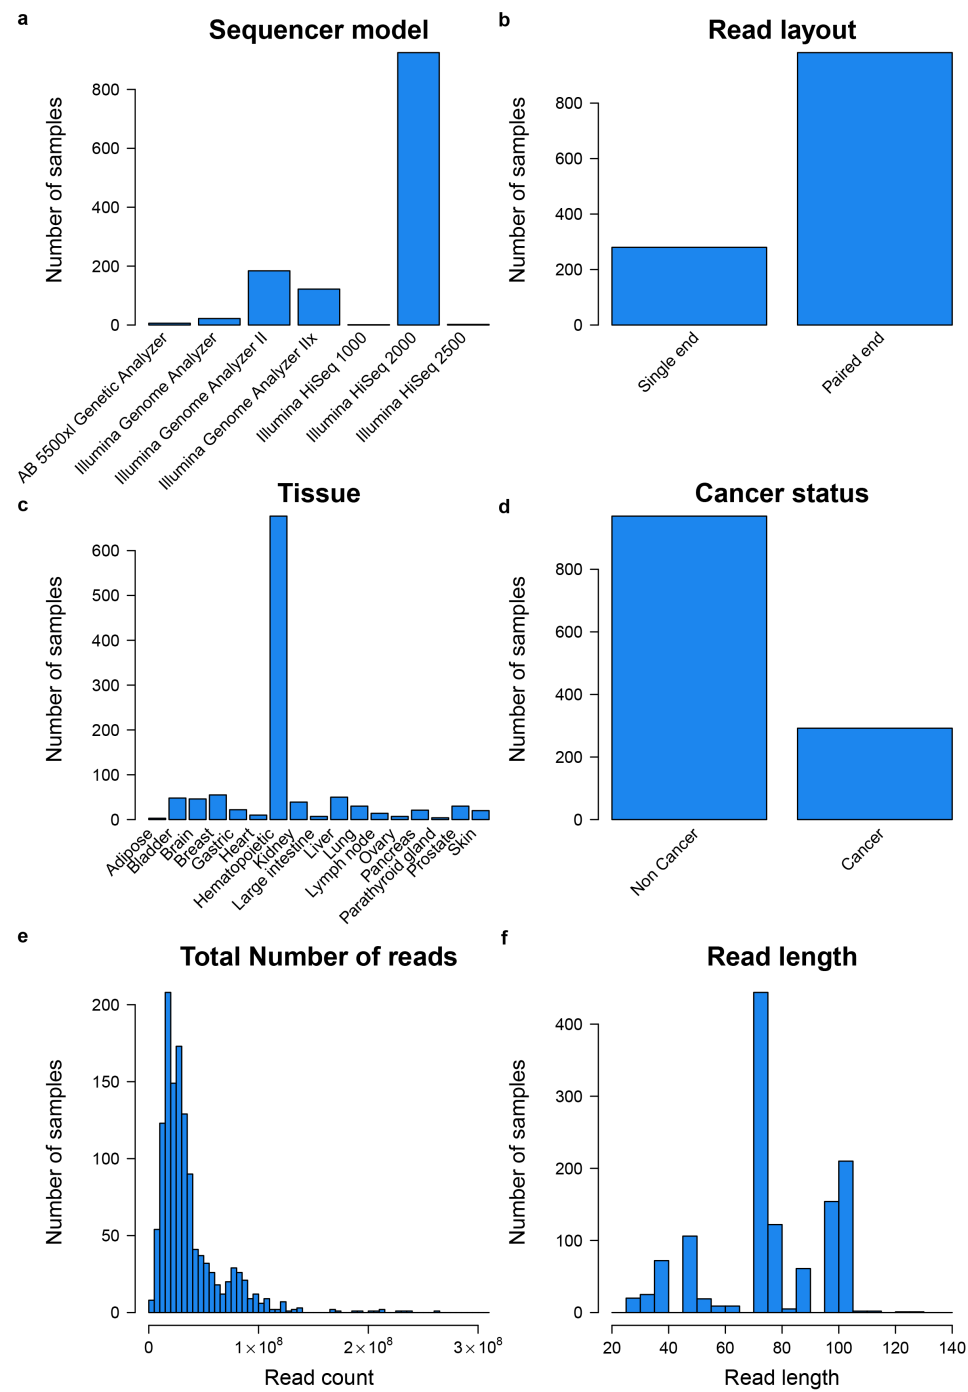 a
Sequencer model
Number of samples
800
600
400
200
0
AB 5500xl Genetic Analyzer
Illumina Genome Analyzer
Illumina Genome Analyzer II
Illumina Genome Analyzer IIx
Illumina HiSeq 1000
Illumina HiSeq 2000
Illumina HiSeq 2500
b
Read layout
Number of samples
800
600
400
200
0
Single end
Paired end
c
Tissue
Number of samples
600
500
400
300
200
100
0
Adipose
Bladder
Brain
Breast
Gastric
Heart
Hematopoietic
Kidney
Large intestine
Liver
Lung
Lymph node
Ovary
Pancreas
Parathyroid gland
Prostate
Skin
d
Cancer status
Number of samples
800
600
400
200
0
Non Cancer
Cancer
e
Total Number of reads
Number of samples
200
150
100
50
0
0 1×10⁸ 2×10⁸ 3×10⁸
Read count
f
Read length
Number of samples
400
300
200
100
0
20 40 60 80 100 120 140
Read length